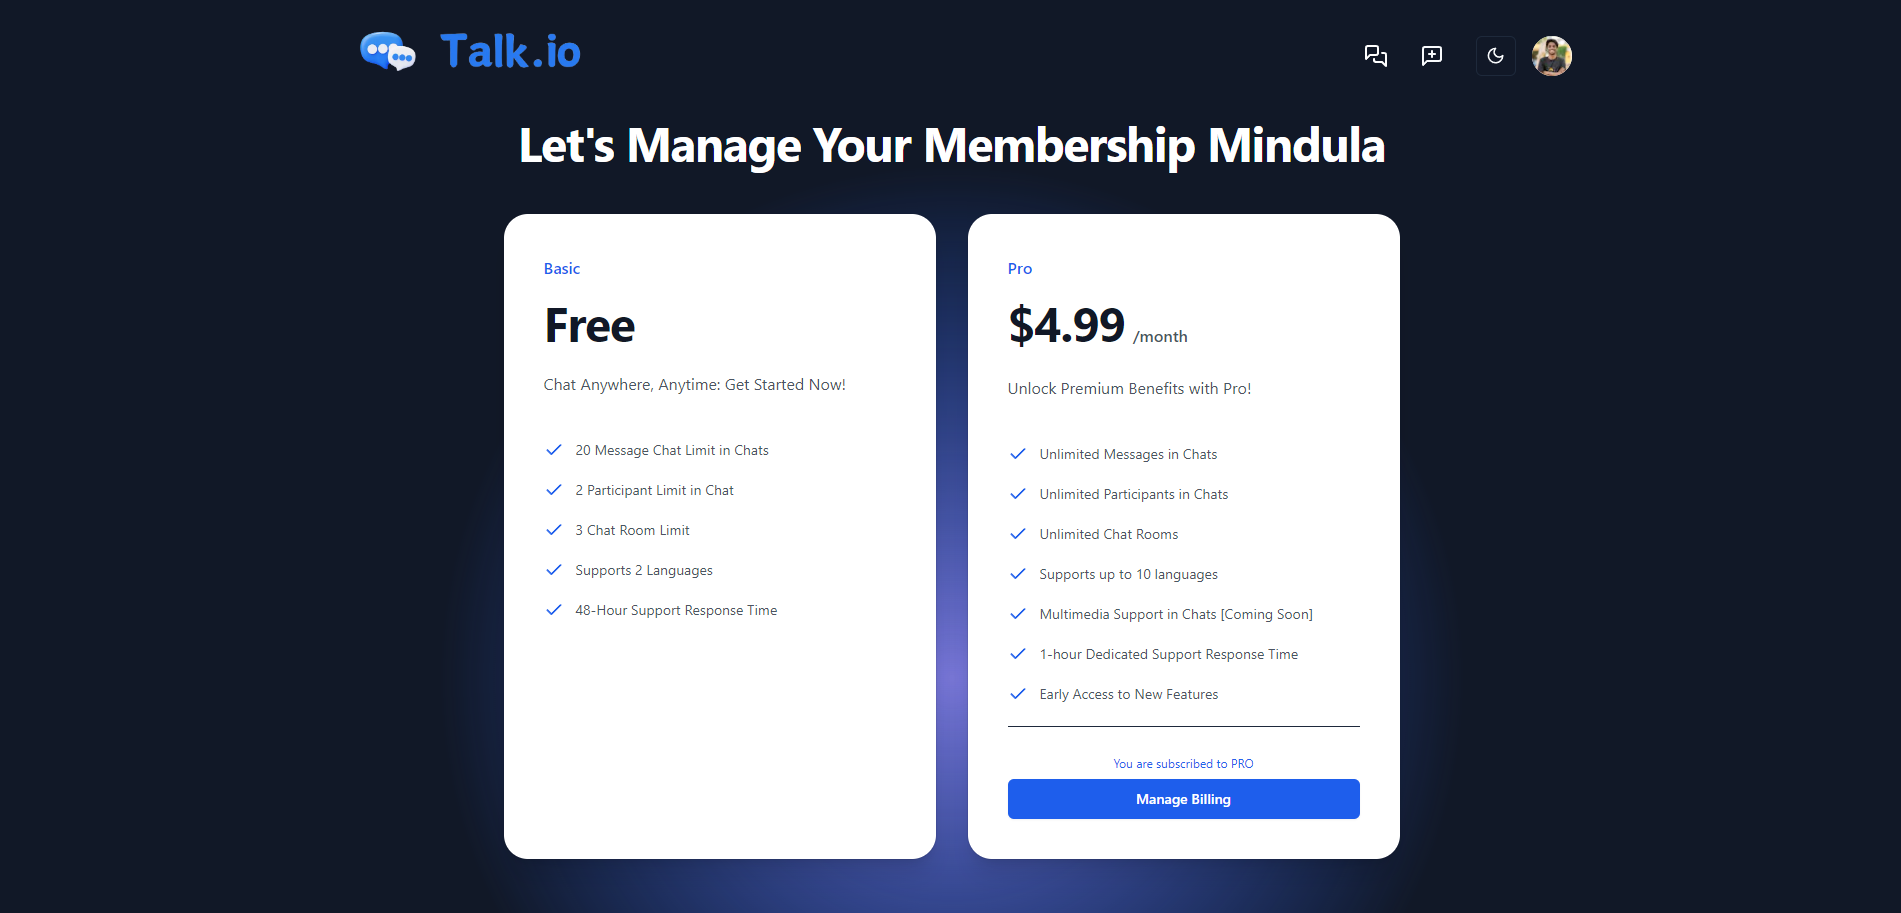 Talk.io
Let's Manage Your Membership Mindula
Basic
Free
Chat Anywhere, Anytime: Get Started Now!
20 Message Chat Limit in Chats
2 Participant Limit in Chat
3 Chat Room Limit
Supports 2 Languages
48-Hour Support Response Time
Pro
$4.99 /month
Unlock Premium Benefits with Pro!
Unlimited Messages in Chats
Unlimited Participants in Chats
Unlimited Chat Rooms
Supports up to 10 languages
Multimedia Support in Chats [Coming Soon]
1-hour Dedicated Support Response Time
Early Access to New Features
You are subscribed to PRO
Manage Billing